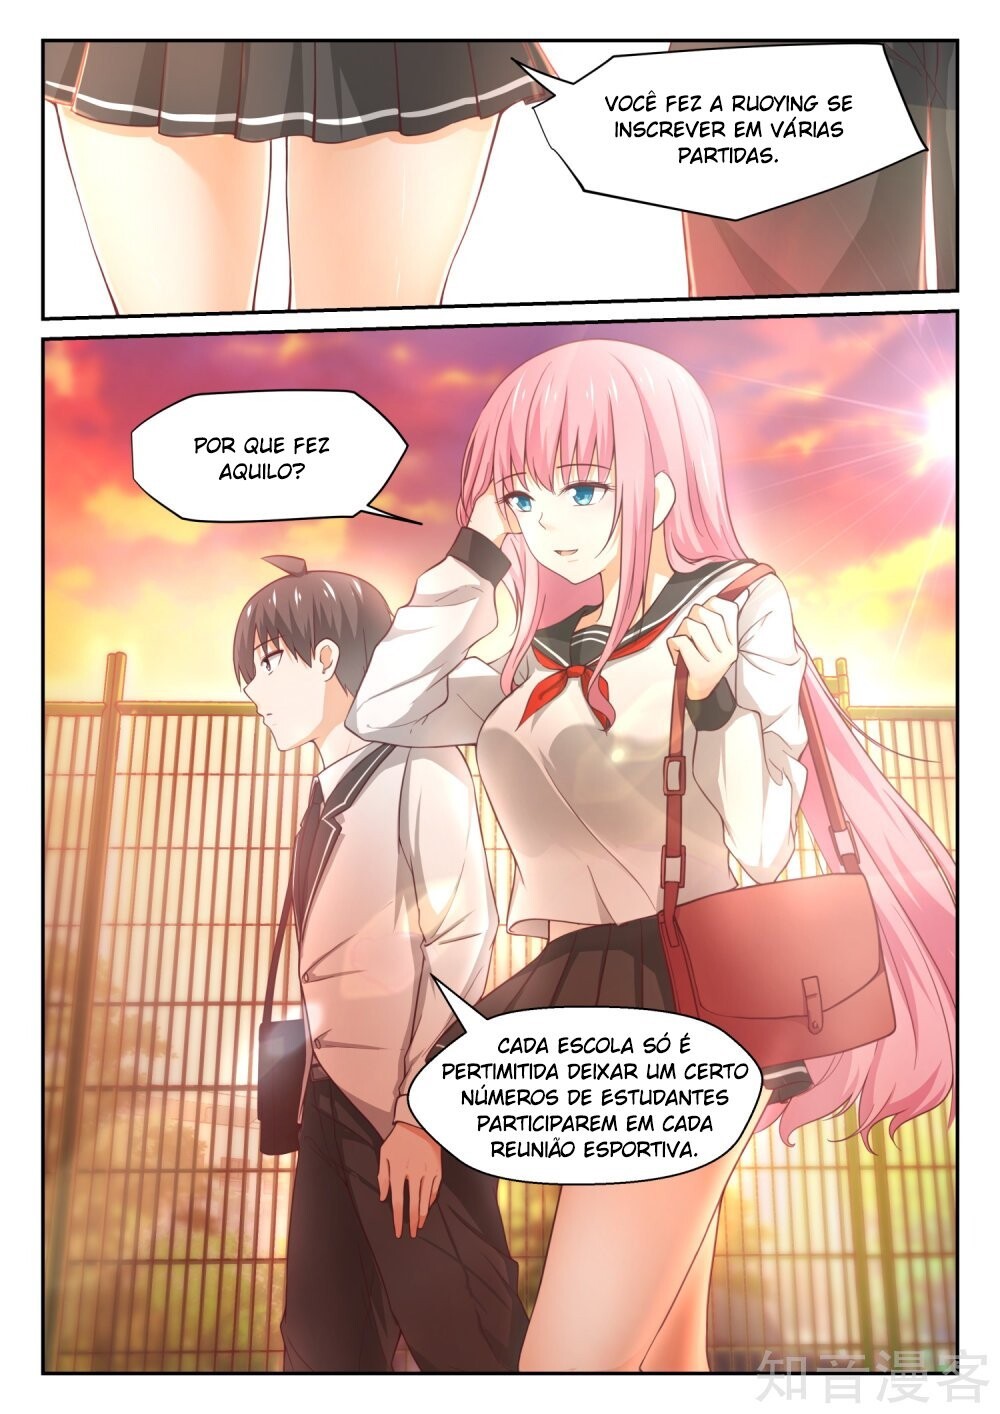 VOCÊ FEZ A RUOYING SE
INSCREVER EM VÁRIAS
PARTIDAS.
POR QUE FEZ
AQUILO?
CADA ESCOLA SÓ É
PERTIMITIDA DEIXAR UM CERTO
NÚMEROS DE ESTUDANTES
PARTICIPAREM EM CADA
REUNIÃO ESPORTIVA.
知音漫客